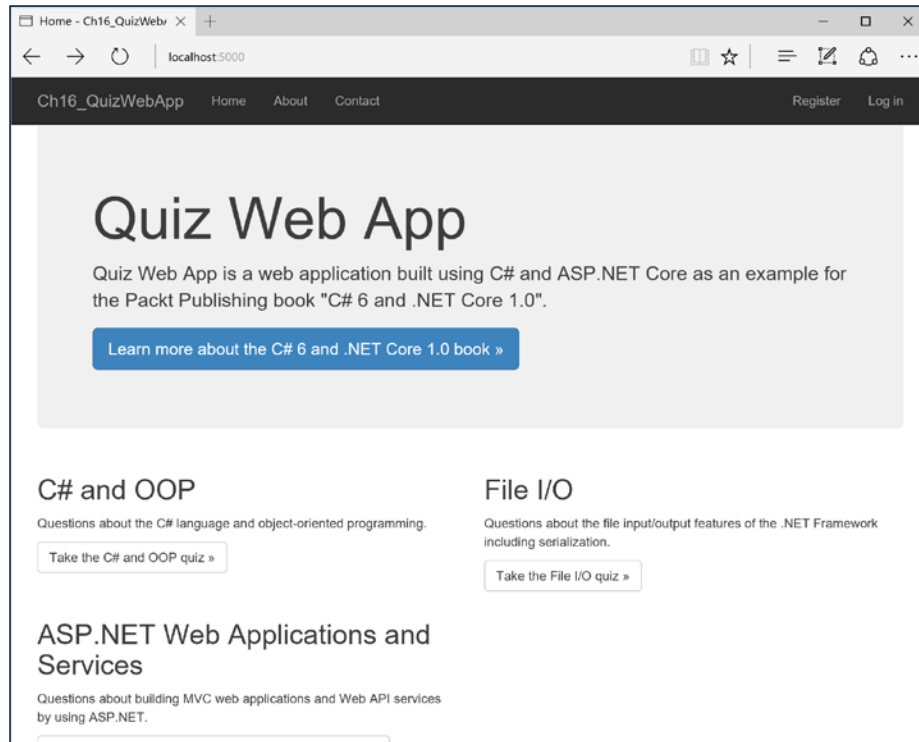 Home - Ch16_QuizWeb
localhost:5000
Ch16_QuizWebApp Home About Contact Register Log in
Quiz Web App
Quiz Web App is a web application built using C# and ASP.NET Core as an example for
the Packt Publishing book "C# 6 and .NET Core 1.0".
Learn more about the C# 6 and .NET Core 1.0 book »
C# and OOP
Questions about the C# language and object-oriented programming.
Take the C# and OOP quiz »
File I/O
Questions about the file input/output features of the .NET Framework
including serialization.
Take the File I/O quiz »
ASP.NET Web Applications and
Services
Questions about building MVC web applications and Web API services
by using ASP.NET.